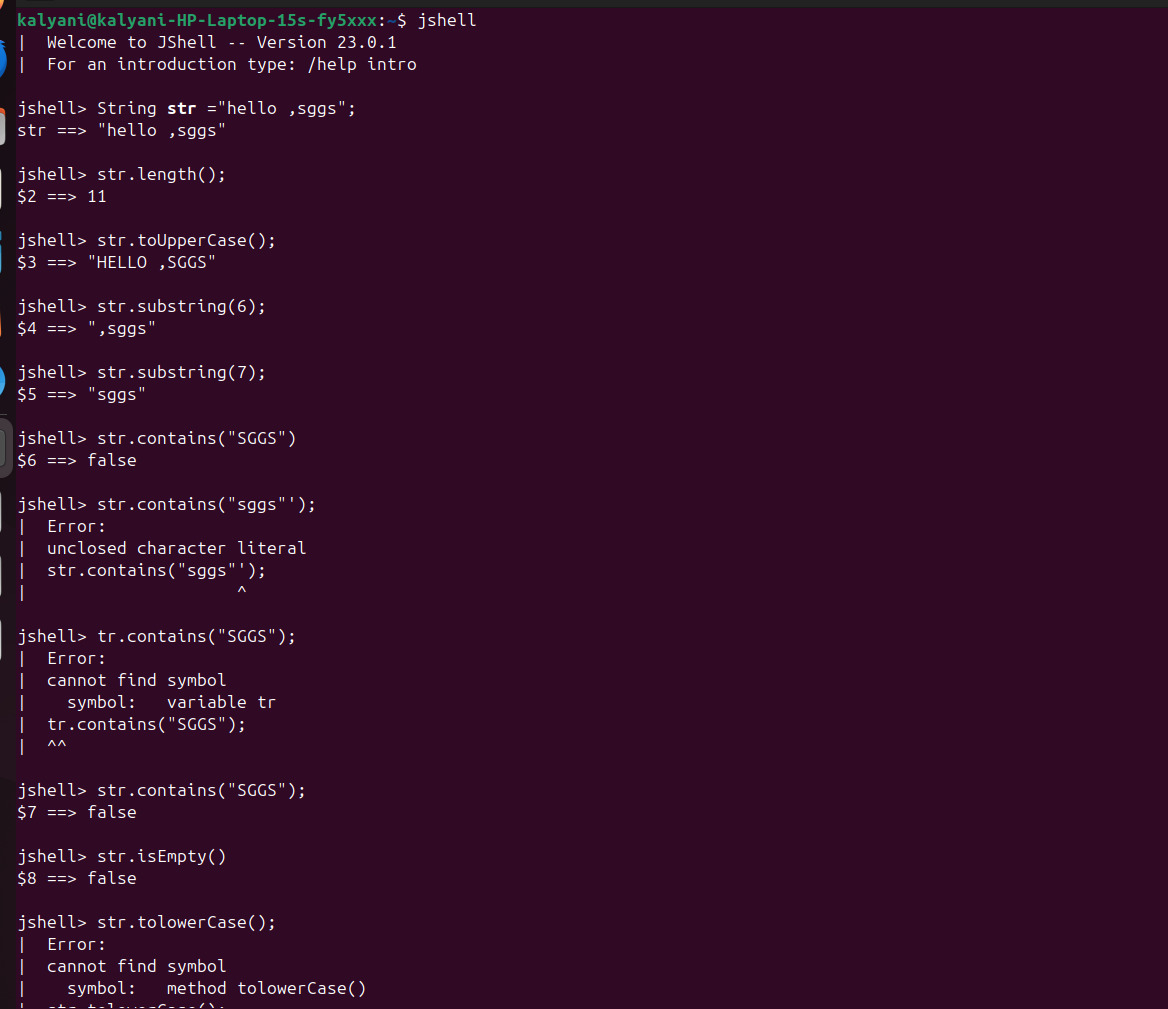 kalyani@kalyani-HP-Laptop-15s-fy5xxx:~$ jshell
|  Welcome to JShell -- Version 23.0.1
|  For an introduction type: /help intro
jshell> String str ="hello ,sggs";
str ==> "hello ,sggs"
jshell> str.length();
$2 ==> 11
jshell> str.toUpperCase();
$3 ==> "HELLO ,SGGS"
jshell> str.substring(6);
$4 ==> ",sggs"
jshell> str.substring(7);
$5 ==> "sggs"
jshell> str.contains("SGGS")
$6 ==> false
jshell> str.contains("sggs"');
|  Error:
|  unclosed character literal
|  str.contains("sggs"');
|                     ^
jshell> tr.contains("SGGS");
|  Error:
|  cannot find symbol
|    symbol:   variable tr
|  tr.contains("SGGS");
|  ^^
jshell> str.contains("SGGS");
$7 ==> false
jshell> str.isEmpty()
$8 ==> false
jshell> str.tolowerCase();
|  Error:
|  cannot find symbol
|    symbol:   method tolowerCase()
|  str.tolowerCase();